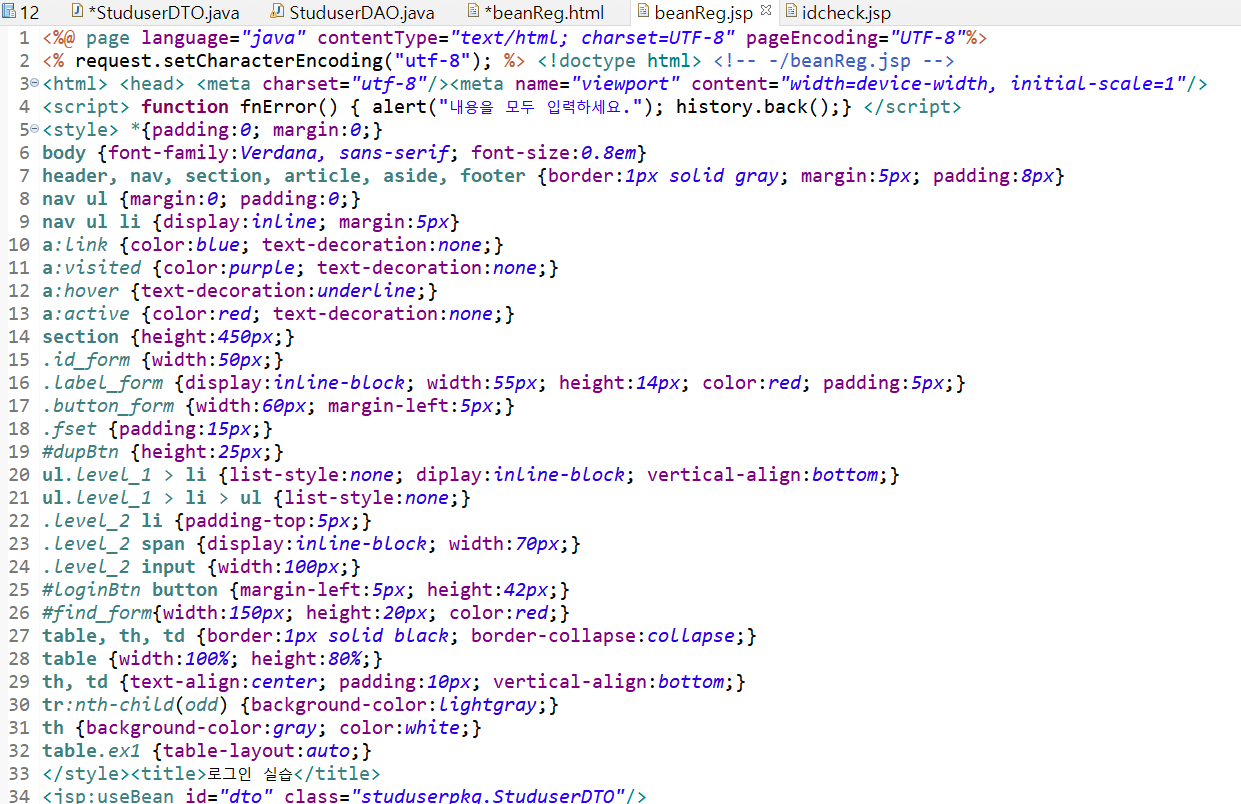 12 *StuduserDTO.java StuduserDAO.java *beanReg.html beanReg.jsp idcheck.jsp
1 <%@ page language="java" contentType="text/html; charset=UTF-8" pageEncoding="UTF-8"%>
2 <% request.setCharacterEncoding("utf-8"); %> <!doctype html> <!-- -/beanReg.jsp -->
3 <html> <head> <meta charset="utf-8"/><meta name="viewport" content="width=device-width, initial-scale=1"/>
4 <script> function fnError() { alert("내용을 모두 입력하세요."); history.back();} </script>
5 <style> *{padding:0; margin:0;}
6 body {font-family:Verdana, sans-serif; font-size:0.8em}
7 header, nav, section, article, aside, footer {border:1px solid gray; margin:5px; padding:8px}
8 nav ul {margin:0; padding:0;}
9 nav ul li {display:inline; margin:5px}
10 a:link {color:blue; text-decoration:none;}
11 a:visited {color:purple; text-decoration:none;}
12 a:hover {text-decoration:underline;}
13 a:active {color:red; text-decoration:none;}
14 section {height:450px;}
15 .id_form {width:50px;}
16 .label_form {display:inline-block; width:55px; height:14px; color:red; padding:5px;}
17 .button_form {width:60px; margin-left:5px;}
18 .fset {padding:15px;}
19 #dupBtn {height:25px;}
20 ul.level_1 > li {list-style:none; diplay:inline-block; vertical-align:bottom;}
21 ul.level_1 > li > ul {list-style:none;}
22 .level_2 li {padding-top:5px;}
23 .level_2 span {display:inline-block; width:70px;}
24 .level_2 input {width:100px;}
25 #loginBtn button {margin-left:5px; height:42px;}
26 #find_form{width:150px; height:20px; color:red;}
27 table, th, td {border:1px solid black; border-collapse:collapse;}
28 table {width:100%; height:80%;}
29 th, td {text-align:center; padding:10px; vertical-align:bottom;}
30 tr:nth-child(odd) {background-color:lightgray;}
31 th {background-color:gray; color:white;}
32 table.ex1 {table-layout:auto;}
33 </style><title>로그인 실습</title>
34 <jsp:useBean id="dto" class="studuserpkg.StuduserDTO"/>